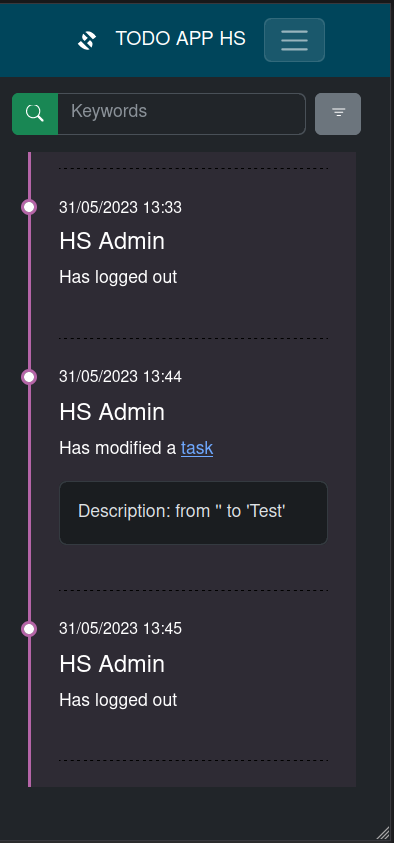 TODO APP HS
Keywords
31/05/2023 13:33
HS Admin
Has logged out
31/05/2023 13:44
HS Admin
Has modified a task
Description: from '' to 'Test'
31/05/2023 13:45
HS Admin
Has logged out